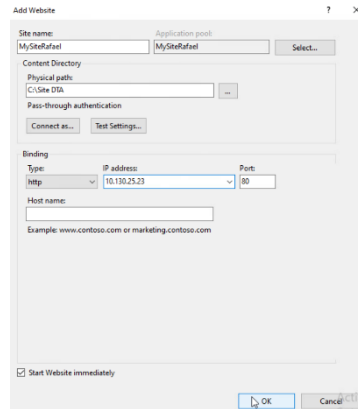 Add Website
?
Site name:
Application pool:
MySiteRafael
MySiteRafael
Select...
Content Directory
Physical path:
C:\Site DTA
...
Pass-through authentication
Connect as...
Test Settings...
Binding
Type:
IP address:
Port:
http
10.130.25.23
80
Host name:
Example: www.contoso.com or marketing.contoso.com
Start Website immediately
OK
Cancel
Acti